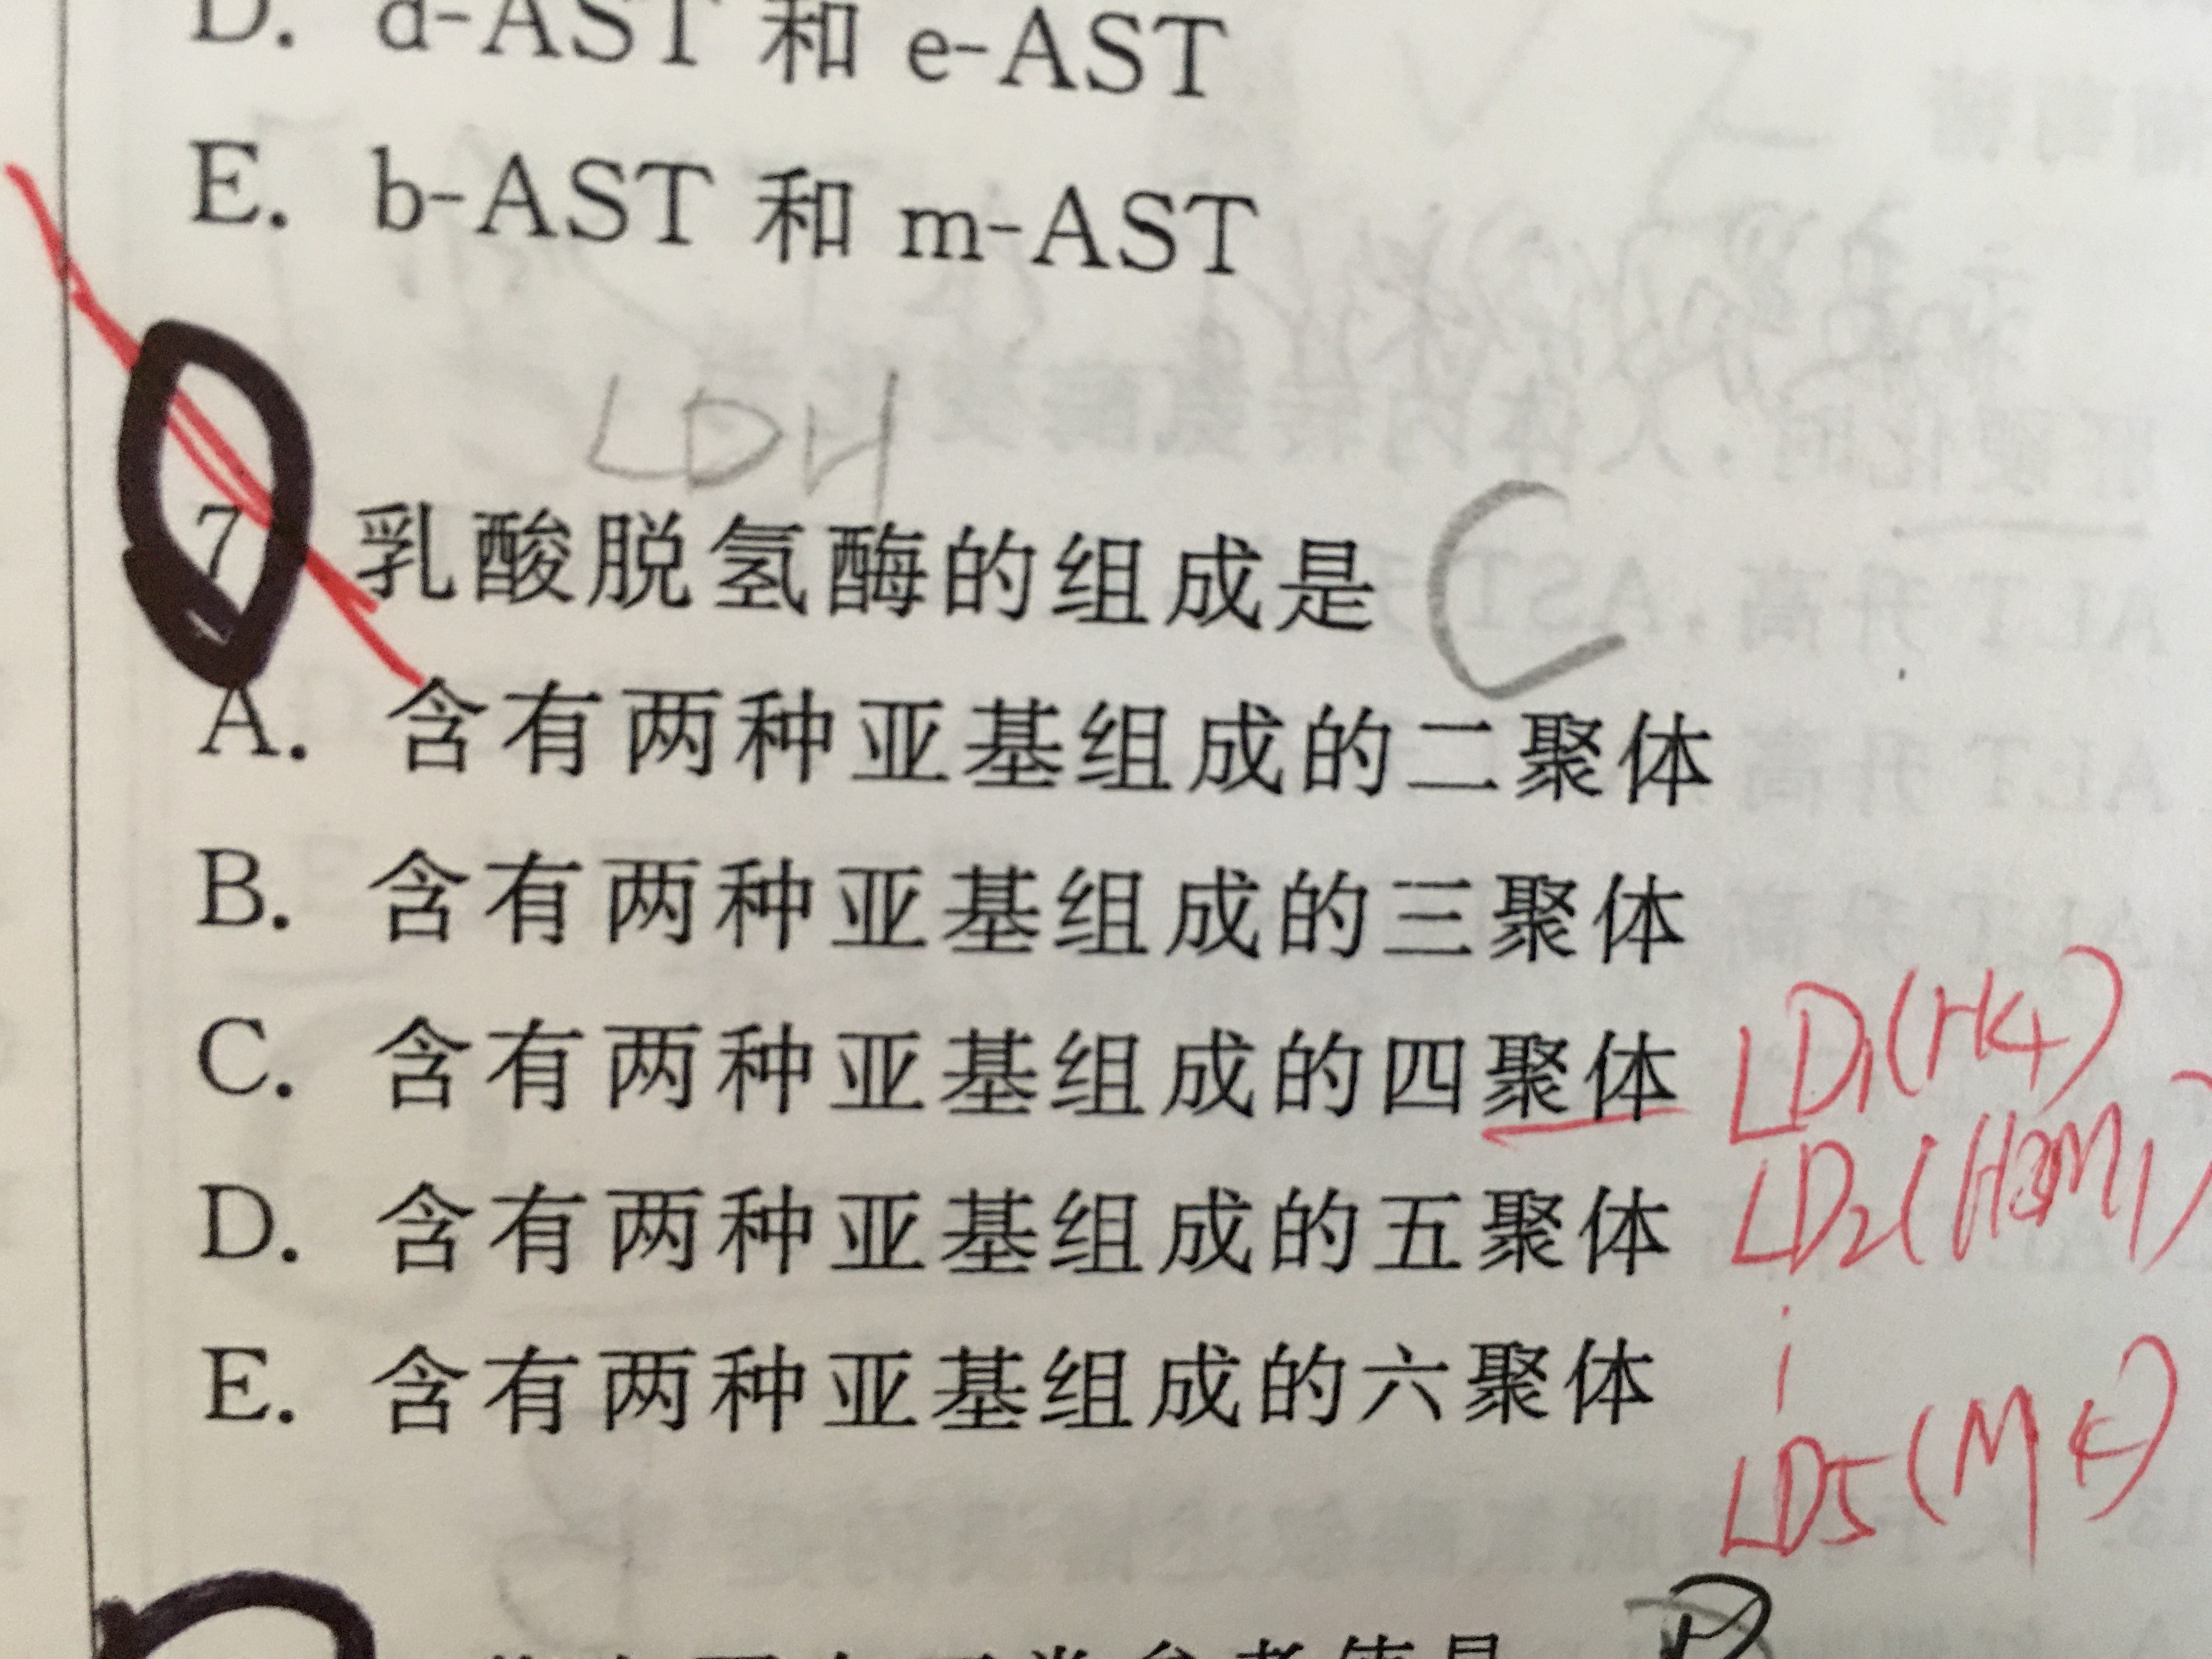 D. a-AST 和 e-AST
E. b-AST 和 m-AST
LDH
7 乳酸脱氢酶的组成是 C
A. 含有两种亚基组成的二聚体
B. 含有两种亚基组成的三聚体
C. 含有两种亚基组成的四聚体 LD1(H4)
D. 含有两种亚基组成的五聚体 LD2(H3M)
E. 含有两种亚基组成的六聚体
LD5(M4)